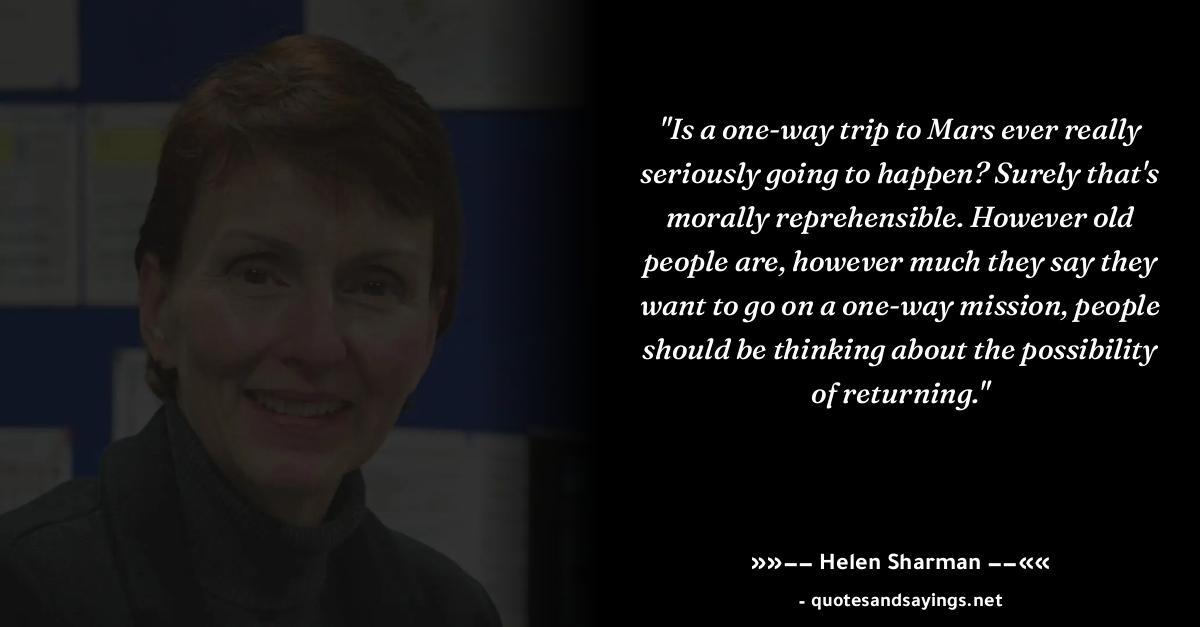 "Is a one-way trip to Mars ever really
seriously going to happen? Surely that's
morally reprehensible. However old
people are, however much they say they
want to go on a one-way mission, people
should be thinking about the possibility
of returning."
»»–– Helen Sharman ––««
- quotesandsayings.net